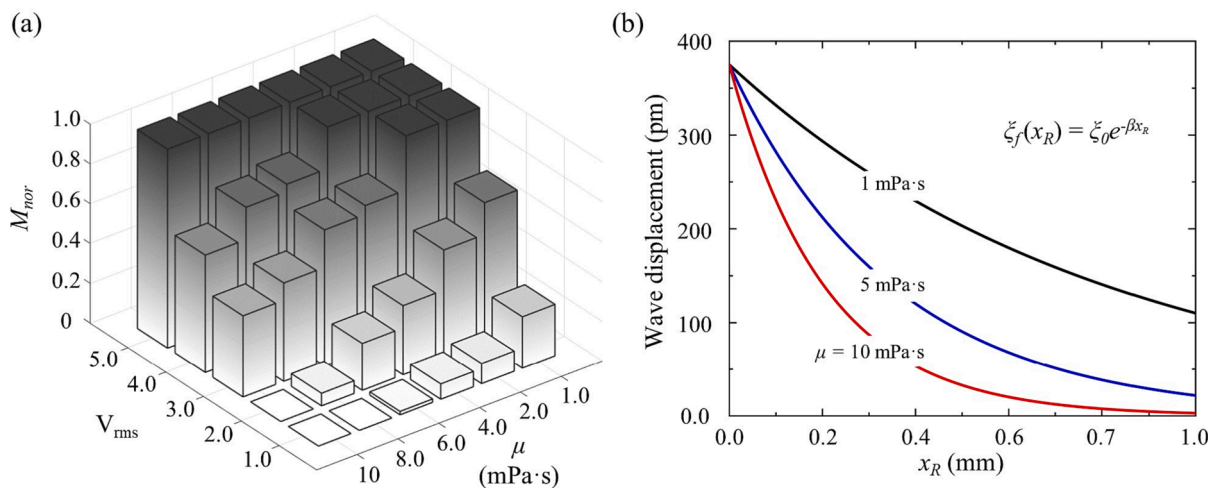 (a)
1.0
0.8
0.6
0.4
0.2
0
M_nor
5.0
4.0
3.0
2.0
1.0
V_rms
10
8.0
6.0
4.0
2.0
1.0
μ
(mPa·s)
(b)
400
300
200
100
0.0
Wave displacement (pm)
ξ_f(x_R) = ξ_0e^{-βx_R}
1 mPa·s
5 mPa·s
μ = 10 mPa·s
0.0 0.2 0.4 0.6 0.7 1.0
x_R (mm)